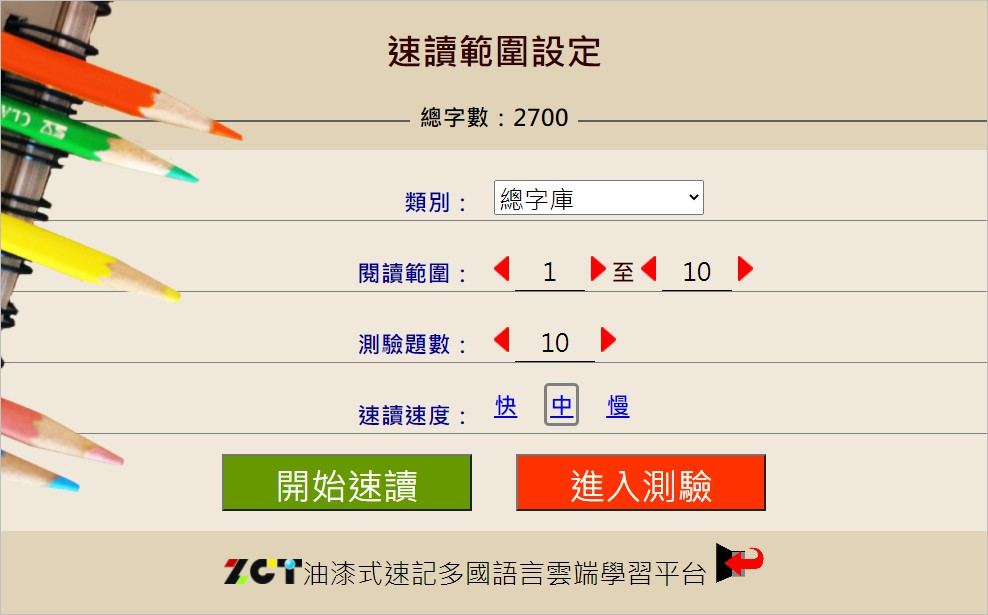 速讀範圍設定
總字數：2700
類別： 總字庫
閱讀範圍： 1 至 10
測驗題數： 10
速讀速度： 快 中 慢
開始速讀 進入測驗
ZCT油漆式速記多國語言雲端學習平台